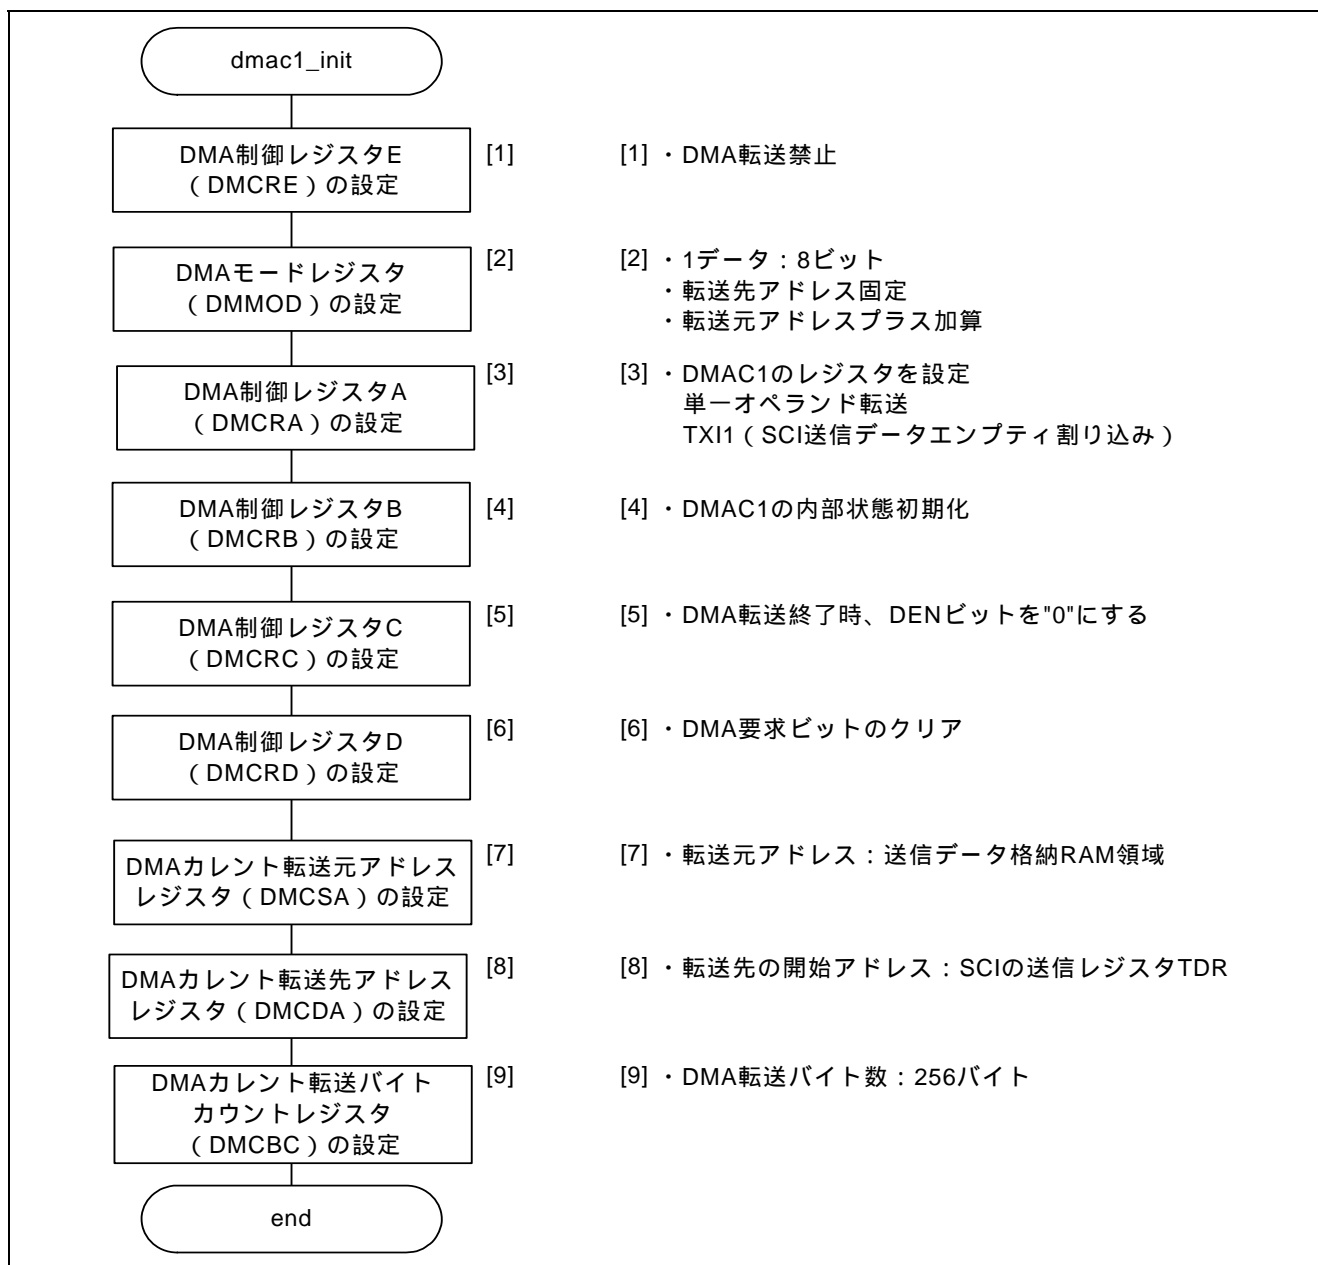 dmac1_init
DMA制御レジスタE
（DMCRE）の設定
[1]
[1] ・DMA転送禁止
DMAモードレジスタ
（DMMOD）の設定
[2]
[2] ・1データ：8ビット
・転送先アドレス固定
・転送元アドレスプラス加算
DMA制御レジスタA
（DMCRA）の設定
[3]
[3] ・DMAC1のレジスタを設定
単一オペランド転送
TXI1（SCI送信データエンプティ割り込み）
DMA制御レジスタB
（DMCRB）の設定
[4]
[4] ・DMAC1の内部状態初期化
DMA制御レジスタC
（DMCRC）の設定
[5]
[5] ・DMA転送終了時、DENビットを"0"にする
DMA制御レジスタD
（DMCRD）の設定
[6]
[6] ・DMA要求ビットのクリア
DMAカレント転送元アドレス
レジスタ（DMCSA）の設定
[7]
[7] ・転送元アドレス：送信データ格納RAM領域
DMAカレント転送先アドレス
レジスタ（DMCDA）の設定
[8]
[8] ・転送先の開始アドレス：SCIの送信レジスタTDR
DMAカレント転送バイト
カウントレジスタ
（DMCBC）の設定
[9]
[9] ・DMA転送バイト数：256バイト
end